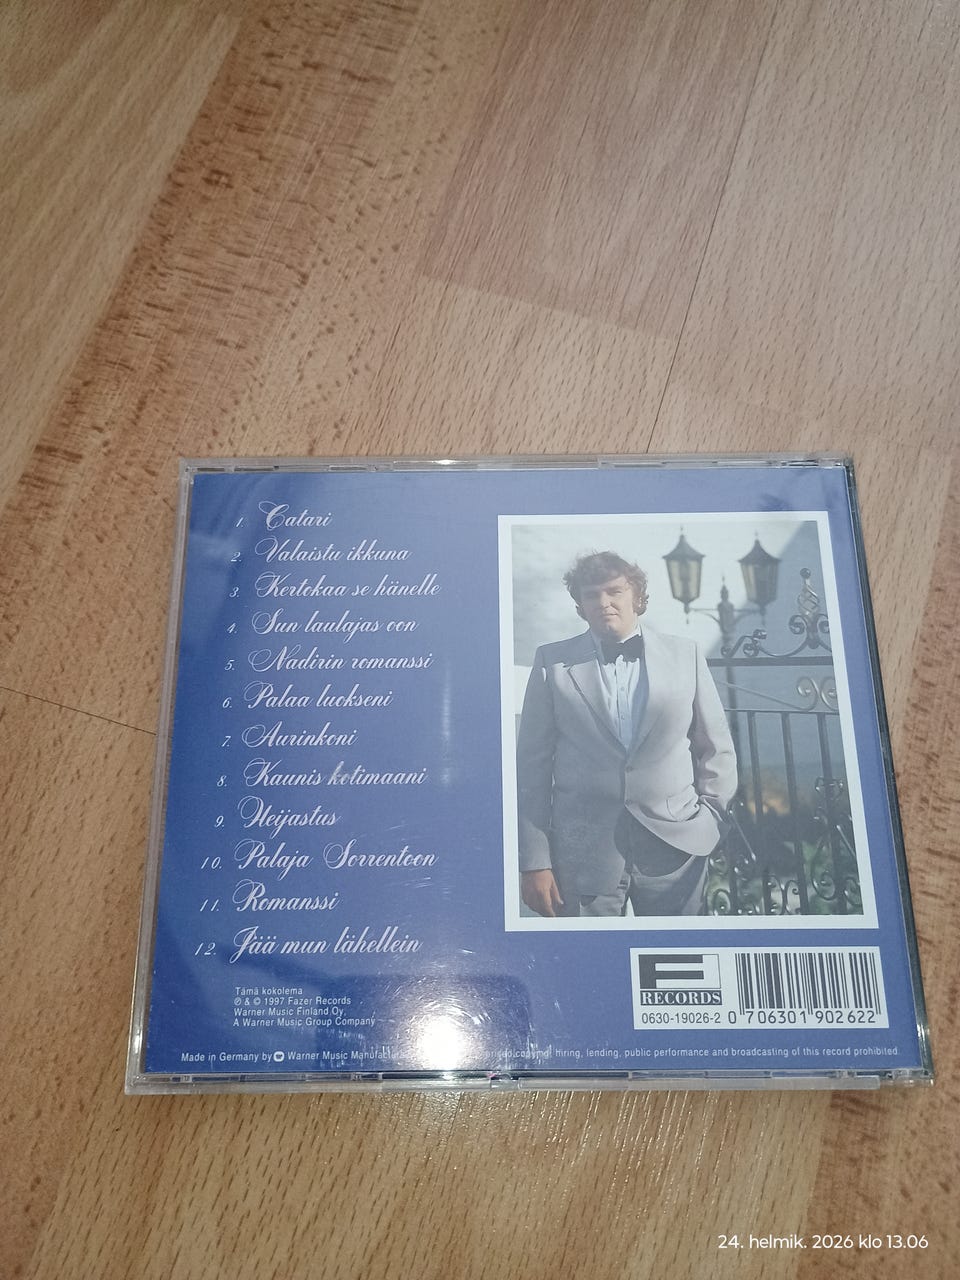 1. Catari
2. Valaistu ikkuna
3. Kertokaa se hänelle
4. Sun laulajas oon
5. Nadirin romanssi
6. Palaa luokseni
7. Aurinkoni
8. Kaunis kotimaani
9. Heijastus
10. Palaja Sorrentoon
11. Romanssi
12. Jää mun lähellein
Tämä kokolema
℗ & © 1997 Fazer Records
Warner Music Finland Oy,
A Warner Music Group Company
F
RECORDS
0630-19026-2
0 706301 902622
Made in Germany by Warner Music hiring, lending, public performance and broadcasting of this record prohibited
24. helmik. 2026 klo 13.06